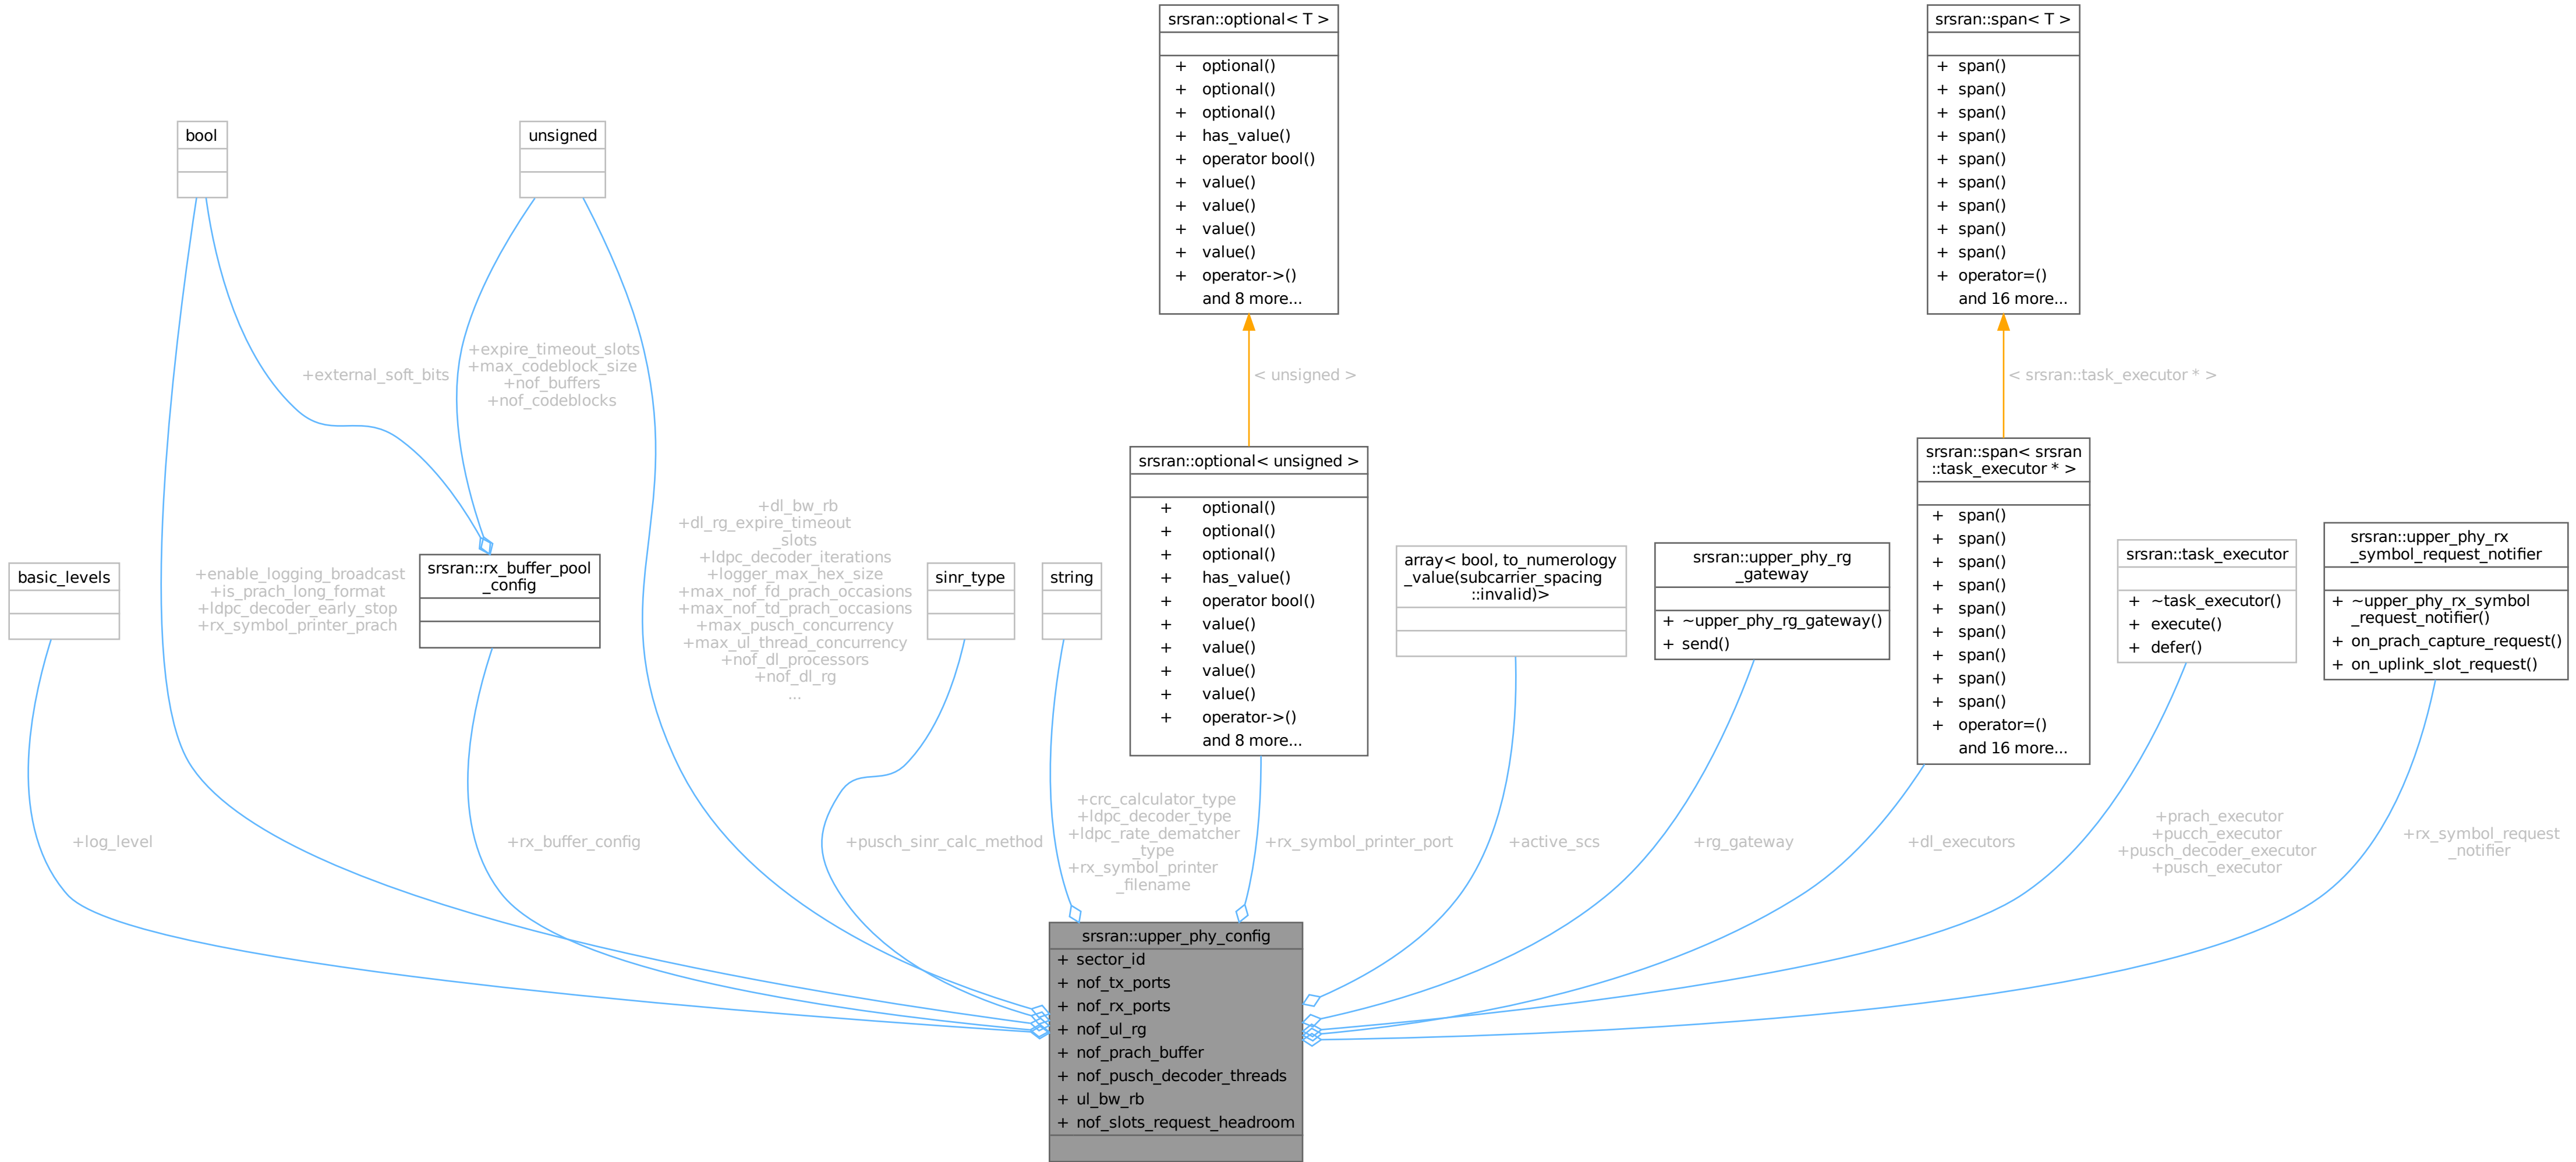 srsran::optional< T >
+ optional()
+ optional()
+ optional()
+ has_value()
+ operator bool()
+ value()
+ value()
+ value()
+ value()
+ operator->()
and 8 more...
srsran::span< T >
+ span()
+ span()
+ span()
+ span()
+ span()
+ span()
+ span()
+ span()
+ span()
+ operator=()
and 16 more...
bool
unsigned
+external_soft_bits
+expire_timeout_slots
+max_codeblock_size
+nof_buffers
+nof_codeblocks
< unsigned >
< srsran::task_executor * >
basic_levels
+enable_logging_broadcast
+is_prach_long_format
+ldpc_decoder_early_stop
+rx_symbol_printer_prach
srsran::rx_buffer_pool
_config
+dl_bw_rb
+dl_rg_expire_timeout
_slots
+ldpc_decoder_iterations
+logger_max_hex_size
+max_nof_fd_prach_occasions
+max_nof_td_prach_occasions
+max_pusch_concurrency
+max_ul_thread_concurrency
+nof_dl_processors
+nof_dl_rg
...
sinr_type
string
srsran::optional< unsigned >
+ optional()
+ optional()
+ optional()
+ has_value()
+ operator bool()
+ value()
+ value()
+ value()
+ value()
+ operator->()
and 8 more...
array< bool, to_numerology
_value(subcarrier_spacing
::invalid)>
srsran::upper_phy_rg
_gateway
+ ~upper_phy_rg_gateway()
+ send()
srsran::span< srsran
::task_executor * >
+ span()
+ span()
+ span()
+ span()
+ span()
+ span()
+ span()
+ span()
+ span()
+ operator=()
and 16 more...
srsran::task_executor
+ ~task_executor()
+ execute()
+ defer()
srsran::upper_phy_rx
_symbol_request_notifier
+ ~upper_phy_rx_symbol
_request_notifier()
+ on_prach_capture_request()
+ on_uplink_slot_request()
+log_level
+rx_buffer_config
+pusch_sinr_calc_method
+crc_calculator_type
+ldpc_decoder_type
+ldpc_rate_dematcher
_type
+rx_symbol_printer
_filename
+rx_symbol_printer_port
+active_scs
+rg_gateway
+dl_executors
+prach_executor
+pucch_executor
+pusch_decoder_executor
+pusch_executor
+rx_symbol_request
_notifier
srsran::upper_phy_config
+ sector_id
+ nof_tx_ports
+ nof_rx_ports
+ nof_ul_rg
+ nof_prach_buffer
+ nof_pusch_decoder_threads
+ ul_bw_rb
+ nof_slots_request_headroom